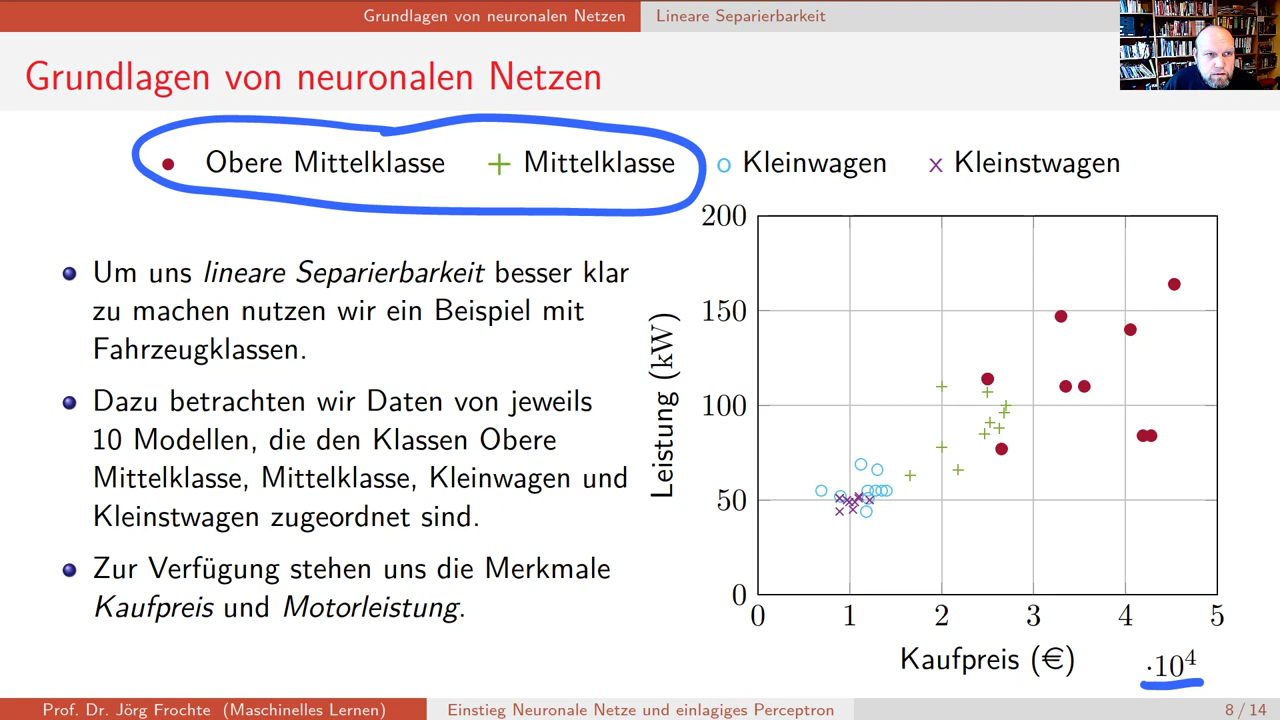 Grundlagen von neuronalen Netzen Lineare Separierbarkeit
Grundlagen von neuronalen Netzen
Obere Mittelklasse + Mittelklasse o Kleinwagen x Kleinstwagen
Um uns lineare Separierbarkeit besser klar
zu machen nutzen wir ein Beispiel mit
Fahrzeugklassen.
Dazu betrachten wir Daten von jeweils
10 Modellen, die den Klassen Obere
Mittelklasse, Mittelklasse, Kleinwagen und
Kleinstwagen zugeordnet sind.
Zur Verfügung stehen uns die Merkmale
Kaufpreis und Motorleistung.
Leistung (kW)
200
150
100
50
0
0 1 2 3 4 5
Kaufpreis (€) ·10⁴
Prof. Dr. Jörg Frochte (Maschinelles Lernen) Einstieg Neuronale Netze und einlagiges Perceptron 8 / 14